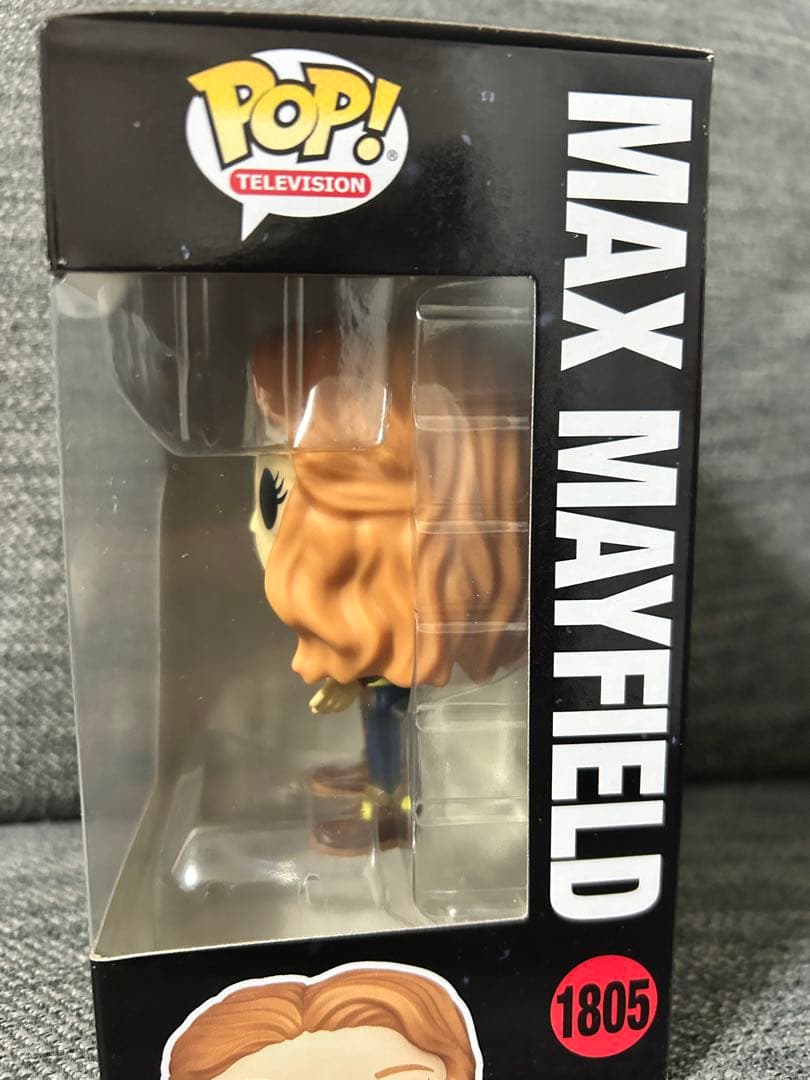 POP!
®
TELEVISION
MAX MAYFIELD
1805